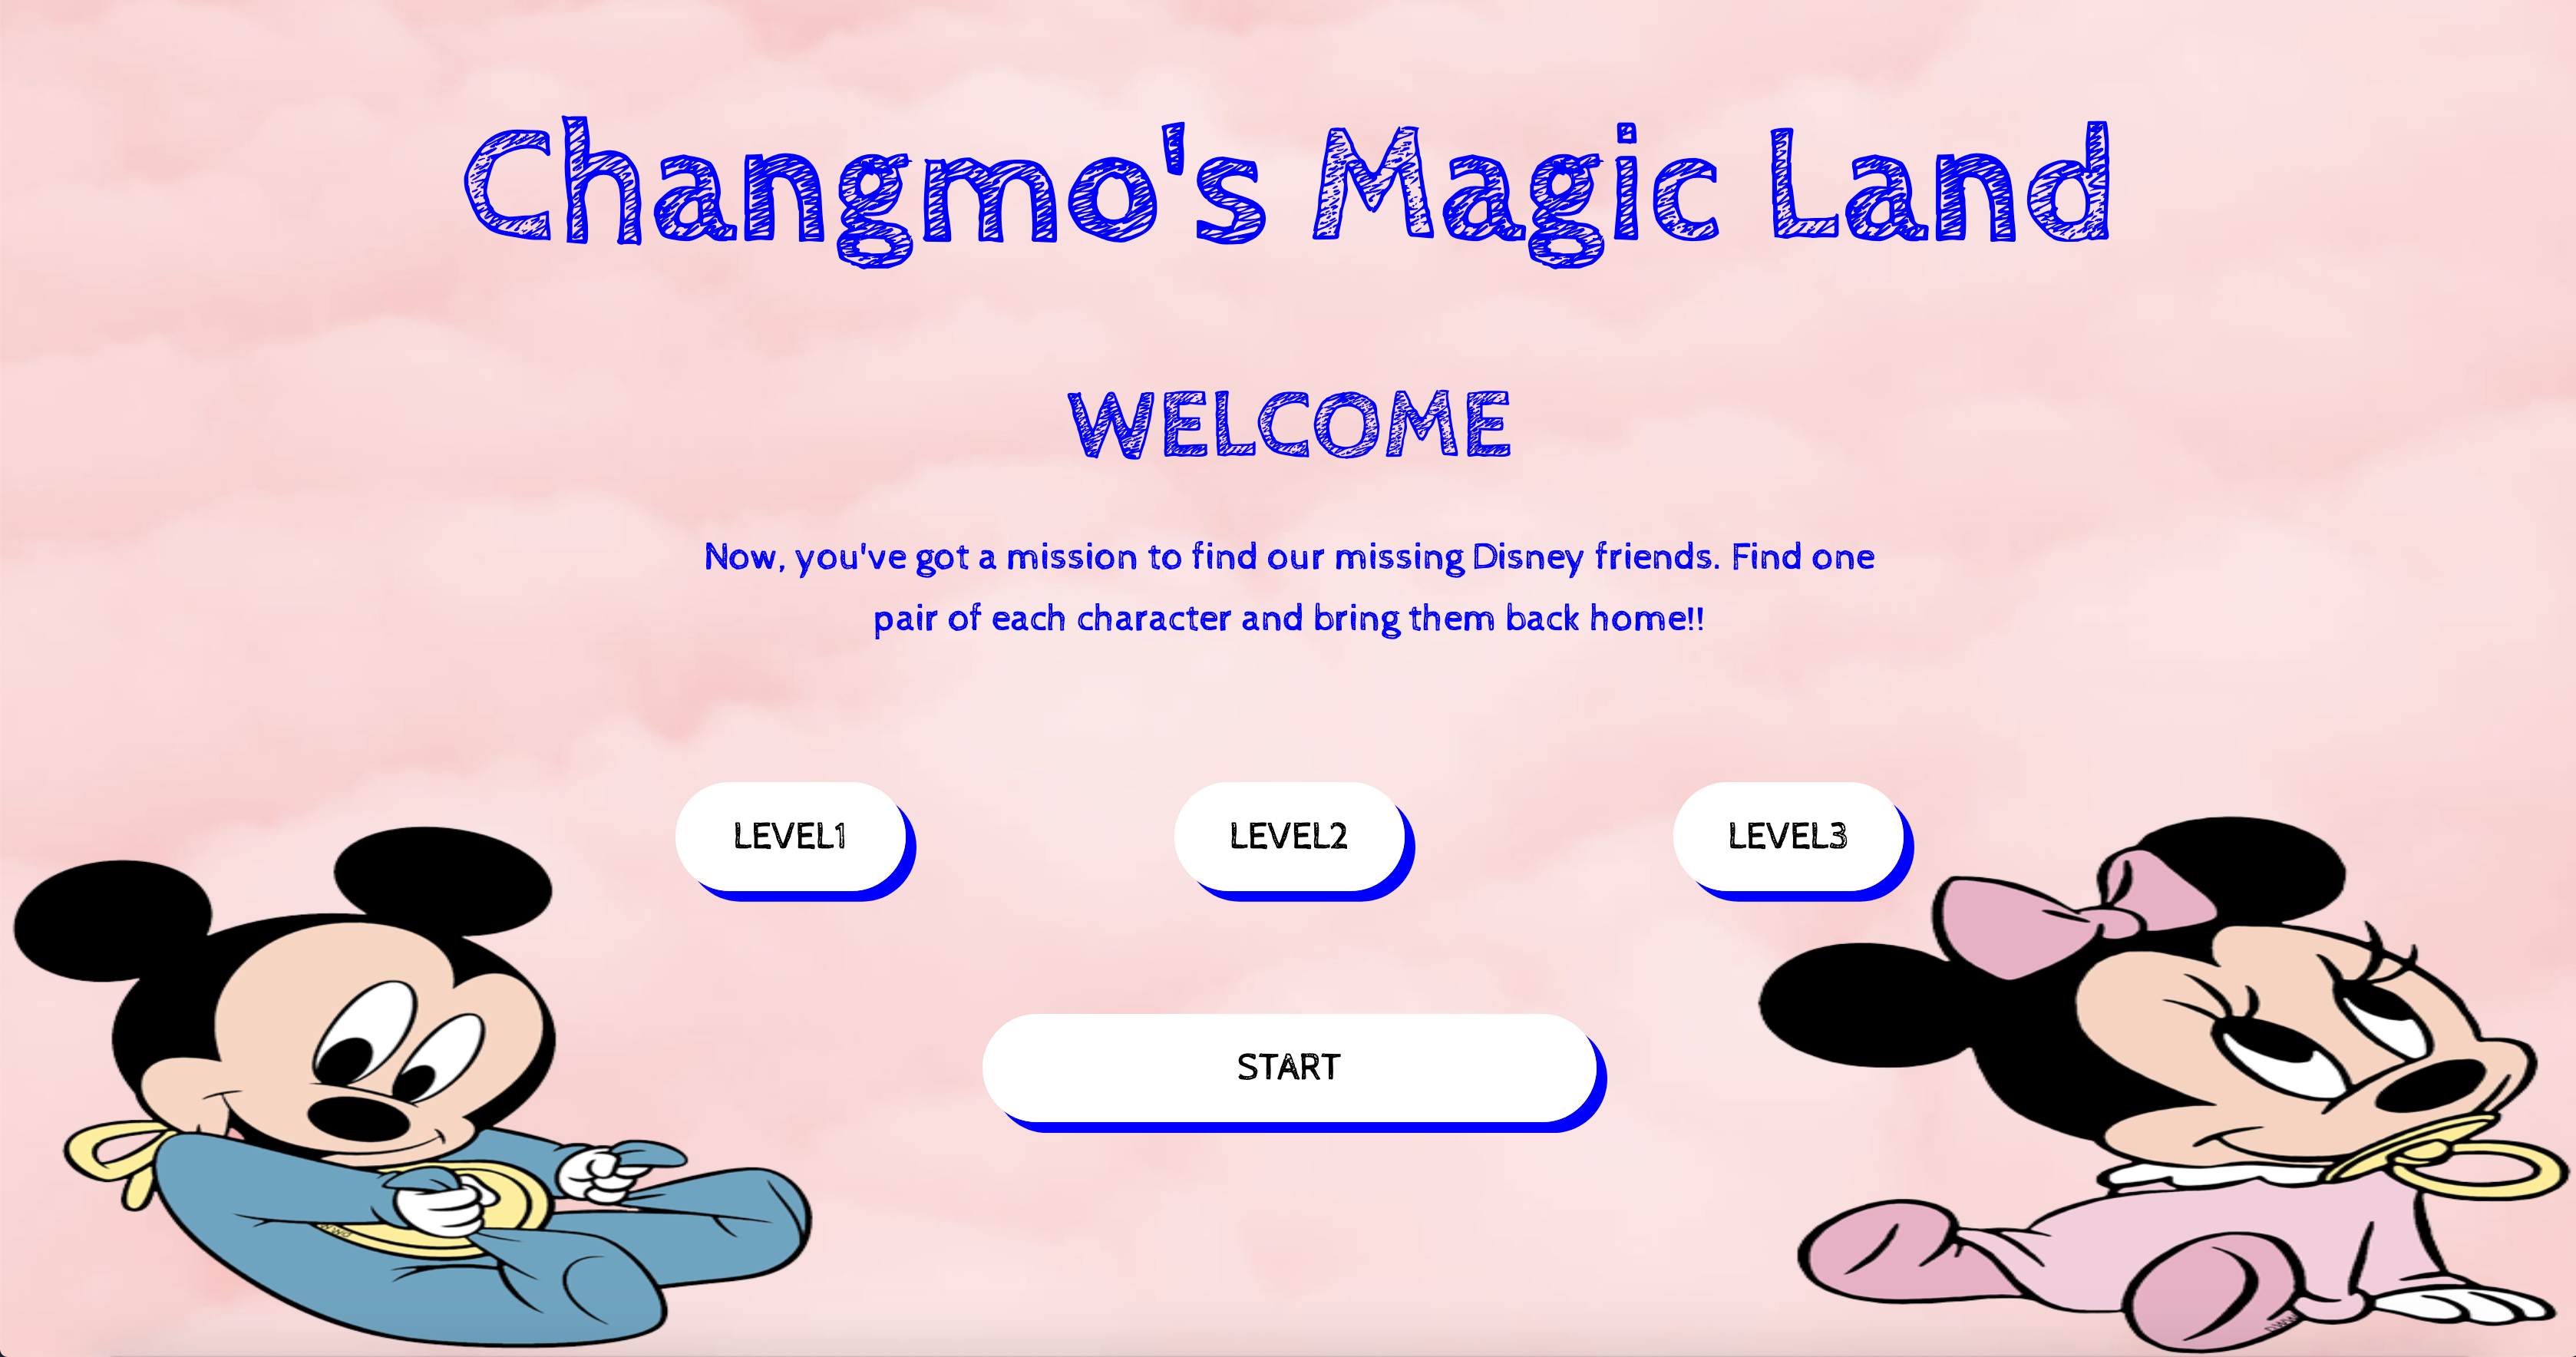 Changmo's Magic Land
WELCOME
Now, you've got a mission to find our missing Disney friends. Find one
pair of each character and bring them back home!!
LEVEL1
LEVEL2
LEVEL3
START